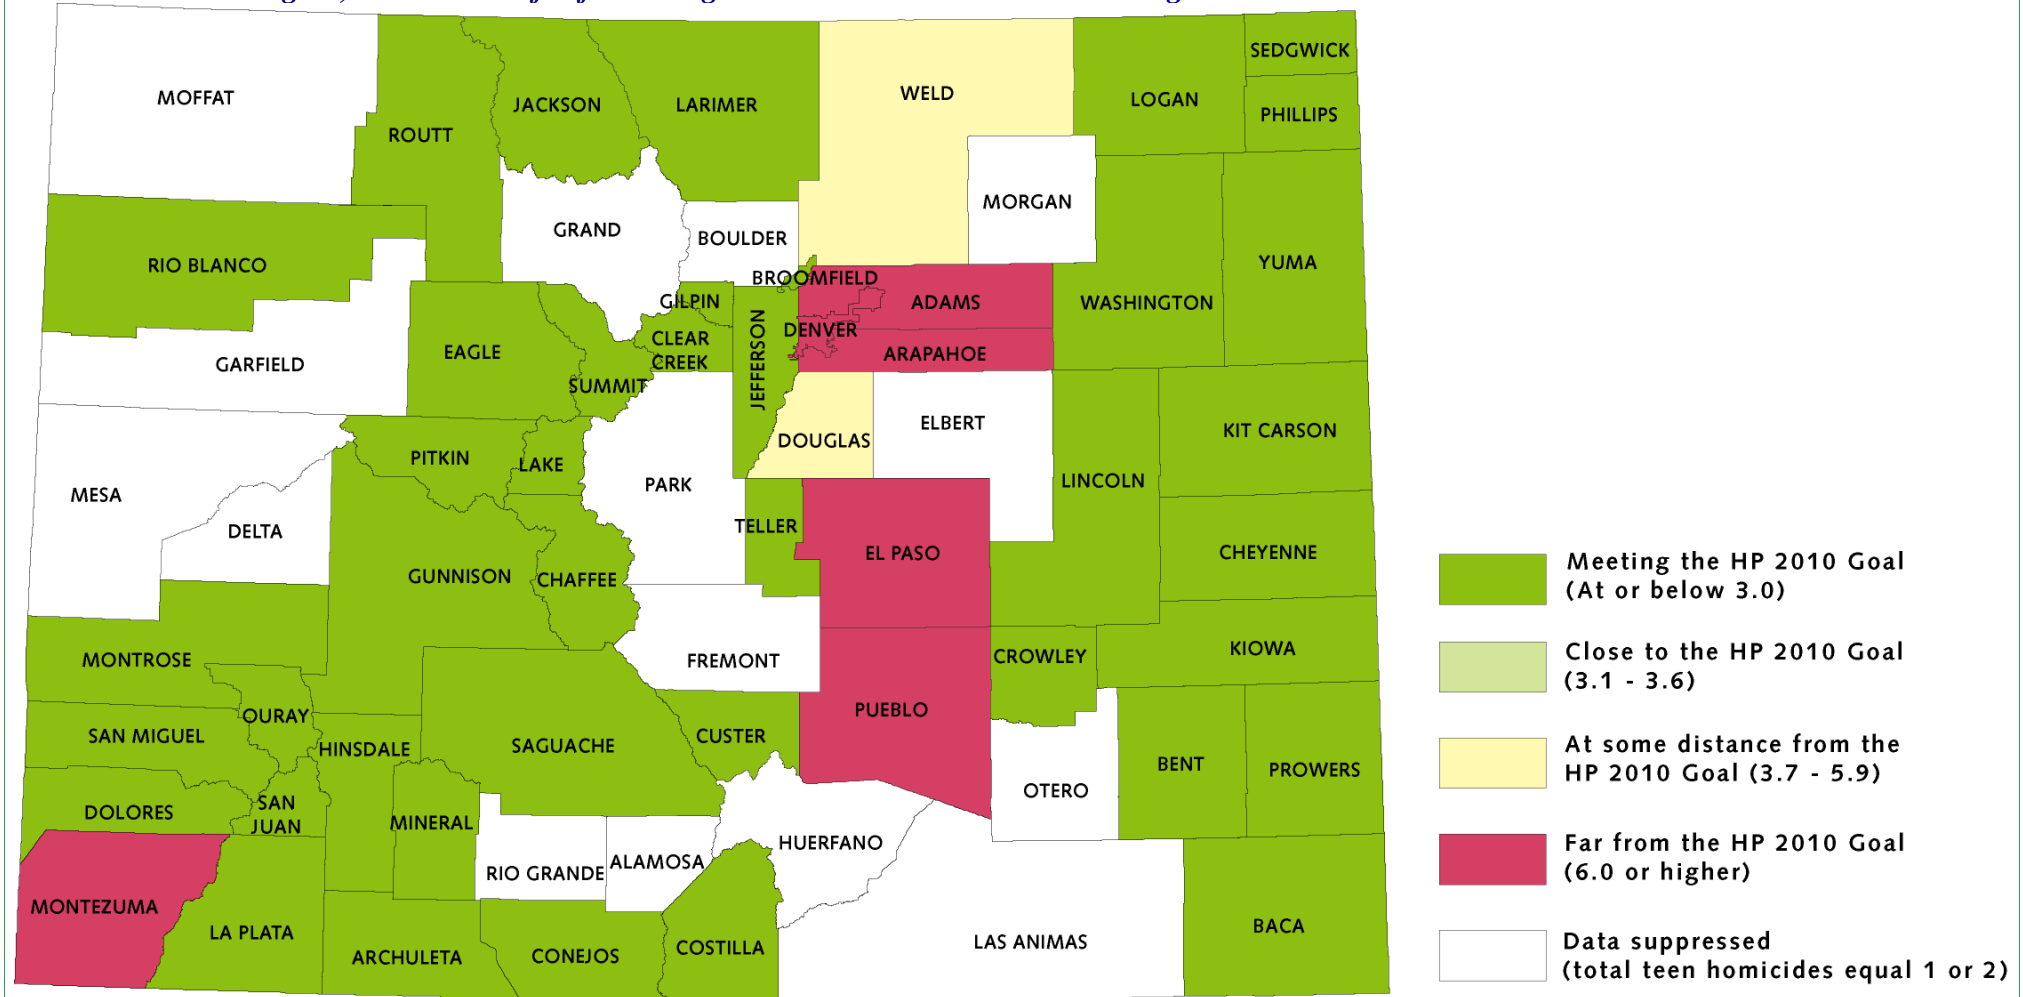 MOFFAT
ROUTT
JACKSON
LARIMER
WELD
LOGAN
SEDGWICK
PHILLIPS
MORGAN
GRAND
BOULDER
RIO BLANCO
BROOMFIELD
YUMA
GILPIN
ADAMS
WASHINGTON
DENVER
CLEAR
CREEK
JEFFERSON
ARAPAHOE
GARFIELD
EAGLE
SUMMIT
ELBERT
DOUGLAS
KIT CARSON
PITKIN
LAKE
PARK
LINCOLN
MESA
DELTA
TELLER
EL PASO
CHEYENNE
GUNNISON
CHAFFEE
MONTROSE
FREMONT
CROWLEY
KIOWA
OURAY
PUEBLO
SAN MIGUEL
HINSDALE
SAGUACHE
CUSTER
BENT
PROWERS
OTERO
DOLORES
SAN
JUAN
MINERAL
HUERFANO
RIO GRANDE
ALAMOSA
MONTEZUMA
LA PLATA
ARCHULETA
CONEJOS
COSTILLA
LAS ANIMAS
BACA
Meeting the HP 2010 Goal
(At or below 3.0)
Close to the HP 2010 Goal
(3.1 - 3.6)
At some distance from the
HP 2010 Goal (3.7 - 5.9)
Far from the HP 2010 Goal
(6.0 or higher)
Data suppressed
(total teen homicides equal 1 or 2)